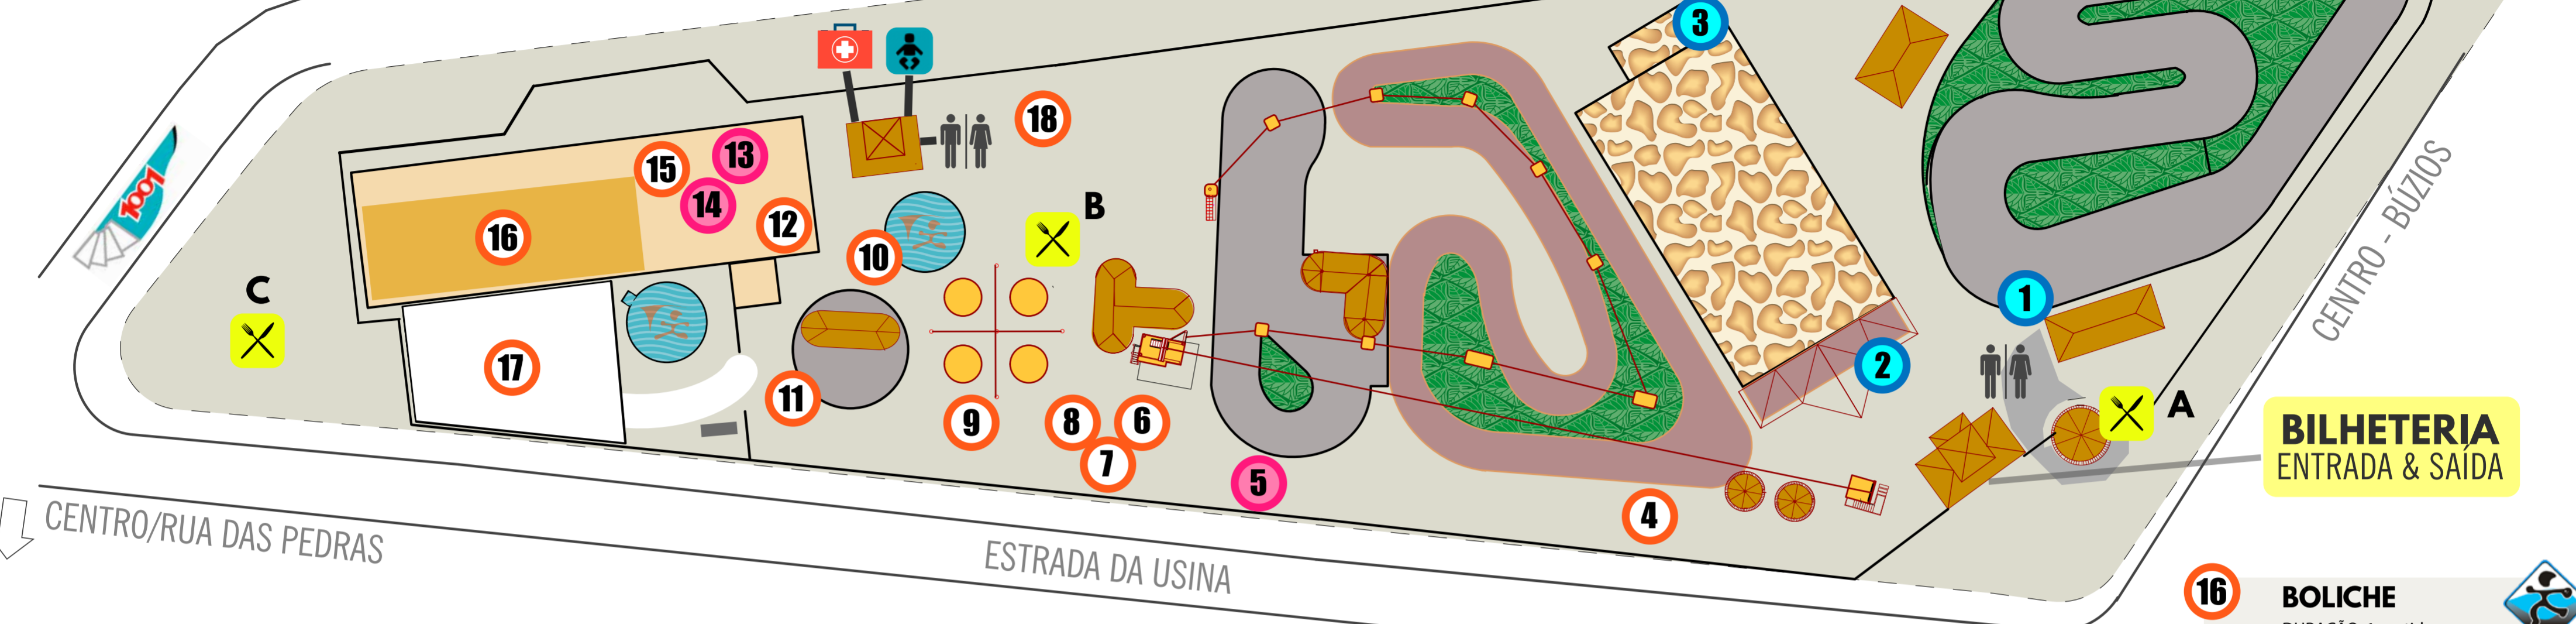 3
18
13
15
14
12
16
B
10
1001
C
17
1
2
11
9
8
6
7
5
4
A
CENTRO - BÚZIOS
BILHETERIA
ENTRADA & SAÍDA
CENTRO/RUA DAS PEDRAS
ESTRADA DA USINA
16
BOLICHE